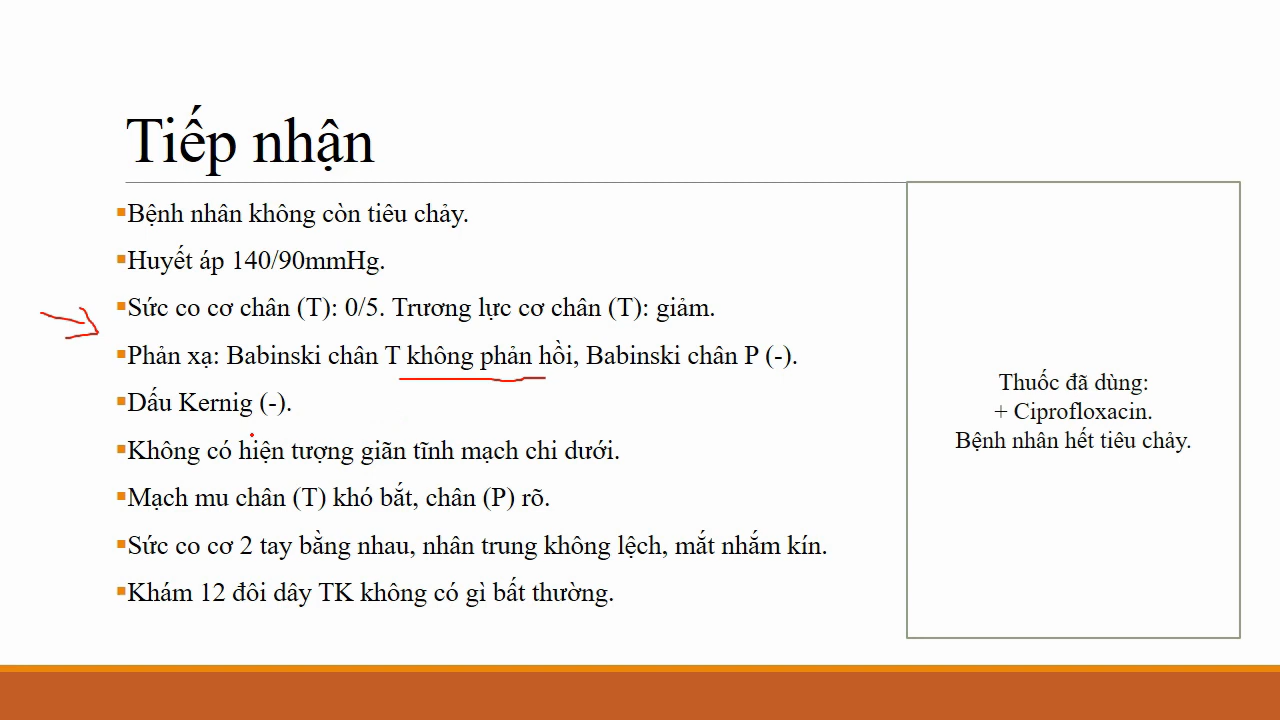 Tiếp nhận
Bệnh nhân không còn tiêu chảy.
Huyết áp 140/90mmHg.
Sức co cơ chân (T): 0/5. Trương lực cơ chân (T): giảm.
Phản xạ: Babinski chân T không phản hồi, Babinski chân P (-).
Dấu Kernig (-).
Không có hiện tượng giãn tĩnh mạch chi dưới.
Mạch mu chân (T) khó bắt, chân (P) rõ.
Sức co cơ 2 tay bằng nhau, nhân trung không lệch, mắt nhắm kín.
Khám 12 đôi dây TK không có gì bất thường.
Thuốc đã dùng:
+ Ciprofloxacin.
Bệnh nhân hết tiêu chảy.